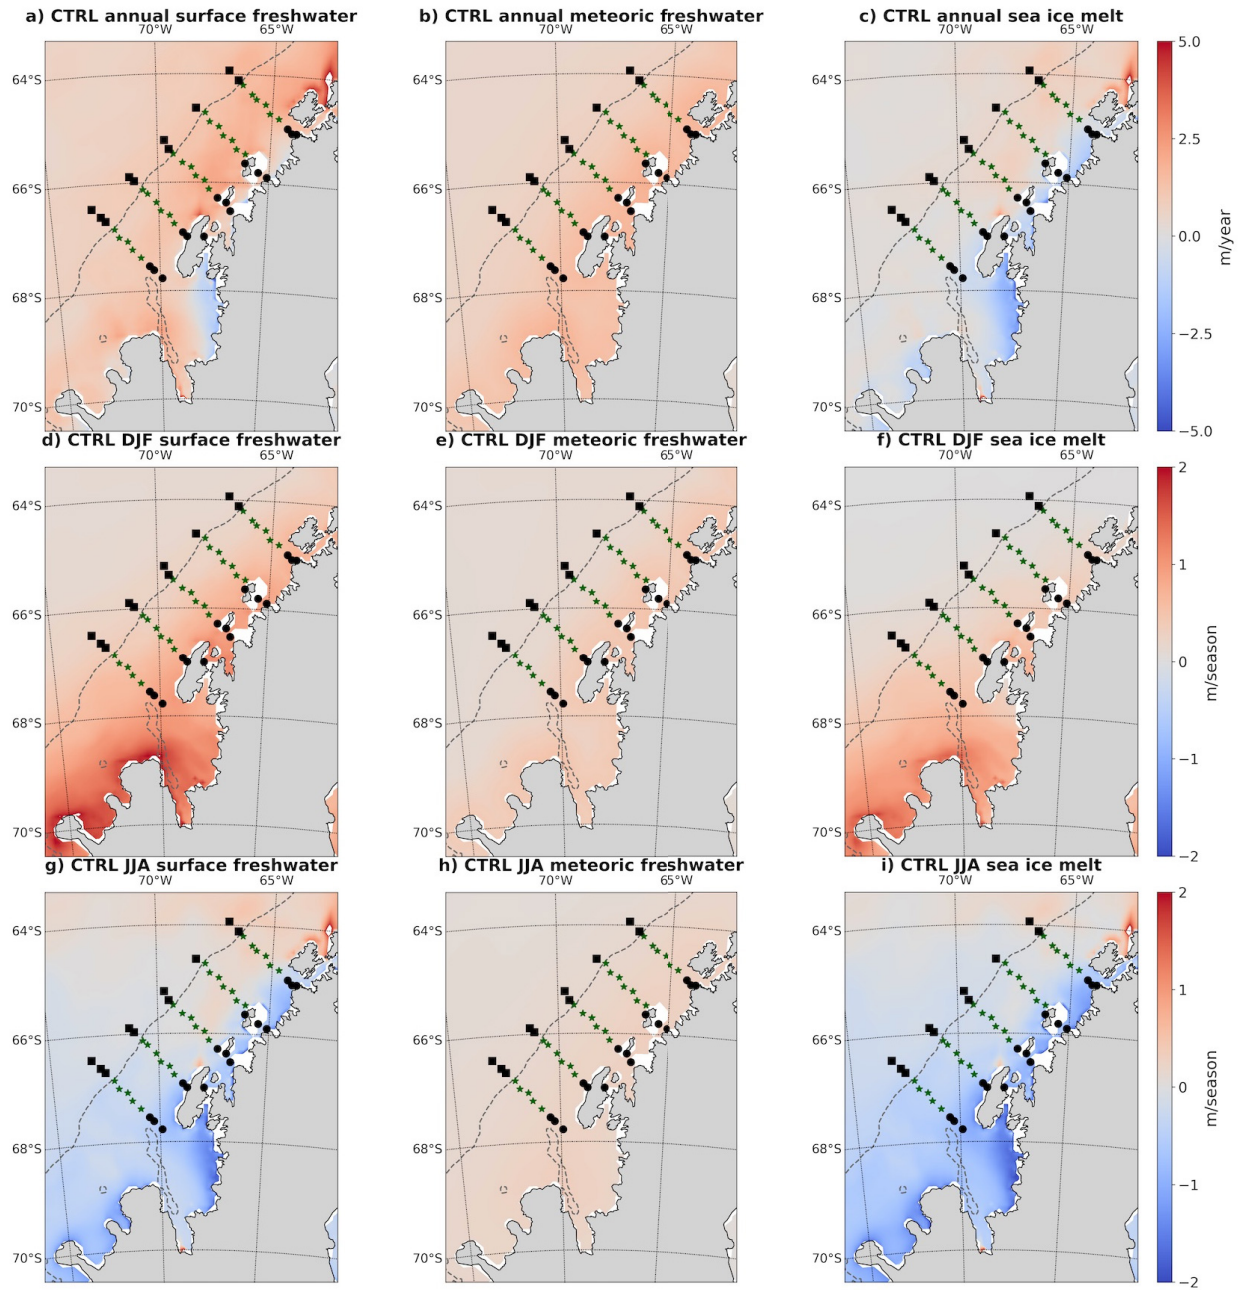 a) CTRL annual surface freshwater
b) CTRL annual meteoric freshwater
c) CTRL annual sea ice melt
70°W 65°W
70°W 65°W
70°W 65°W
64°S
66°S
68°S
70°S
64°S
66°S
68°S
70°S
64°S
66°S
68°S
70°S
5.0
2.5
0.0
−2.5
−5.0
m/year
d) CTRL DJF surface freshwater
e) CTRL DJF meteoric freshwater
f) CTRL DJF sea ice melt
70°W 65°W
70°W 65°W
70°W 65°W
64°S
66°S
68°S
70°S
64°S
66°S
68°S
70°S
64°S
66°S
68°S
70°S
2
1
0
−1
−2
m/season
g) CTRL JJA surface freshwater
h) CTRL JJA meteoric freshwater
i) CTRL JJA sea ice melt
70°W 65°W
70°W 65°W
70°W 65°W
64°S
66°S
68°S
70°S
64°S
66°S
68°S
70°S
64°S
66°S
68°S
70°S
2
1
0
−1
−2
m/season